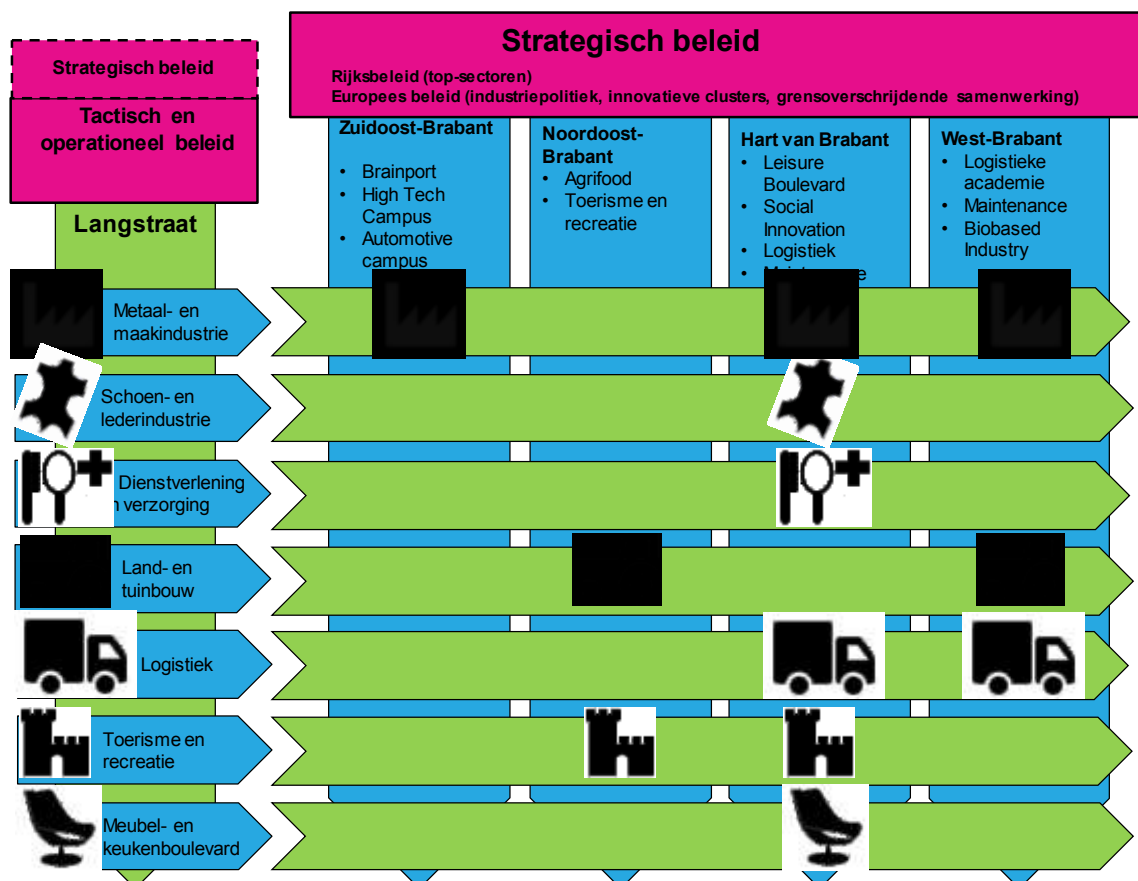 Strategisch beleid
Tactisch en
operationeel beleid
Strategisch beleid
Rijksbeleid (top-sectoren)
Europees beleid (industriepolitiek, innovatieve clusters, grensoverschrijdende samenwerking)
Langstraat
Zuidoost-Brabant
• Brainport
• High Tech
Campus
• Automotive
campus
Noordoost-
Brabant
• Agrifood
• Toerisme en
recreatie
Hart van Brabant
• Leisure
Boulevard
• Social
Innovation
• Logistiek
•
West-Brabant
• Logistieke
academie
• Maintenance
• Biobased
Industry
Metaal- en
maakindustrie
Schoen- en
lederindustrie
Dienstverlening
verzorging
Land- en
tuinbouw
Logistiek
Toerisme en
recreatie
Meubel- en
keukenboulevard